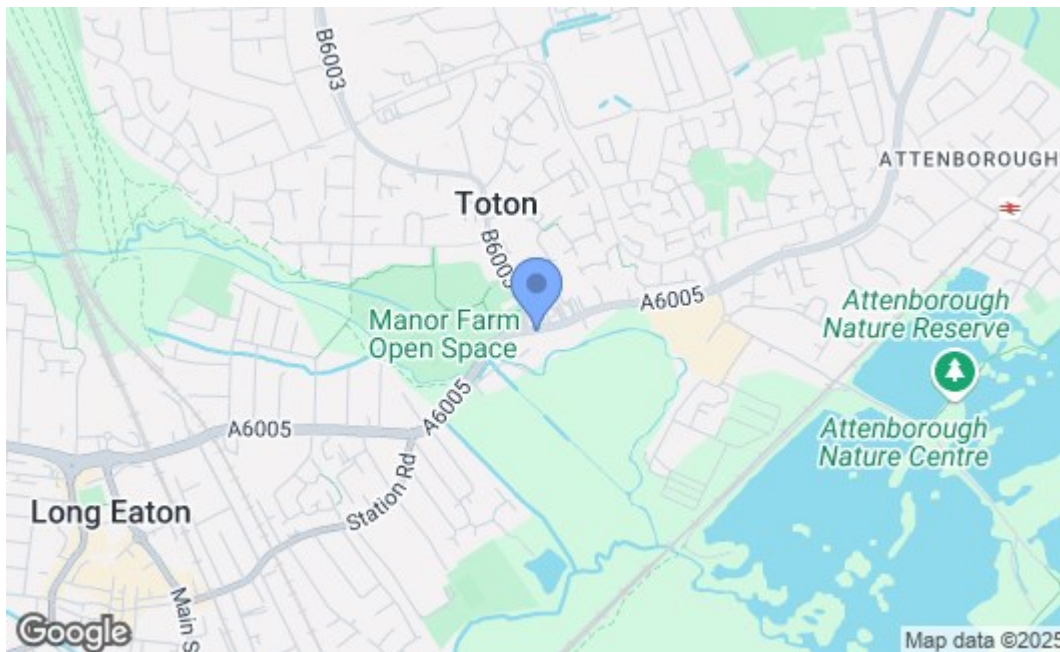 B6003
ATTENBOROUGH
Toton
B6005
A6005
Attenborough
Nature Reserve
Manor Farm
Open Space
A6005
A6005
Attenborough
Nature Centre
Long Eaton
Station Rd
Main S
Google
Map data ©2025